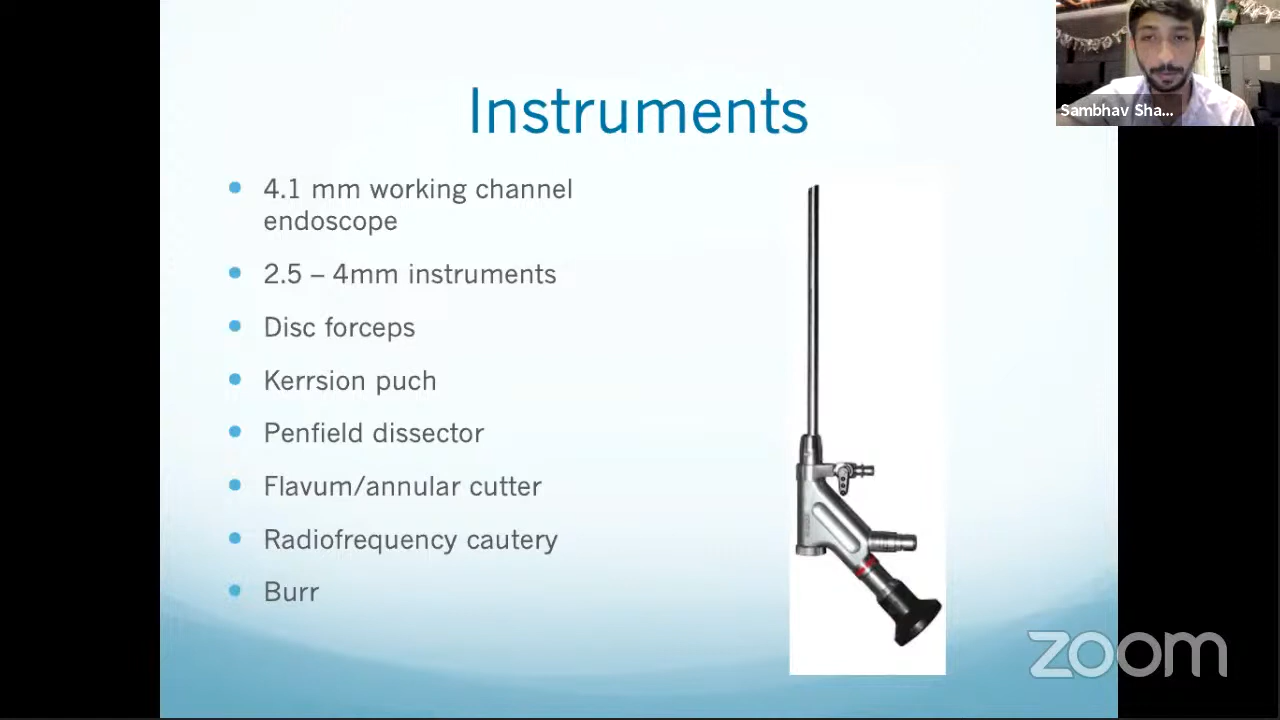 Instruments
Sambhav Sha...
4.1 mm working channel
endoscope
2.5 – 4mm instruments
Disc forceps
Kerrsion puch
Penfield dissector
Flavum/annular cutter
Radiofrequency cautery
Burr
zoom